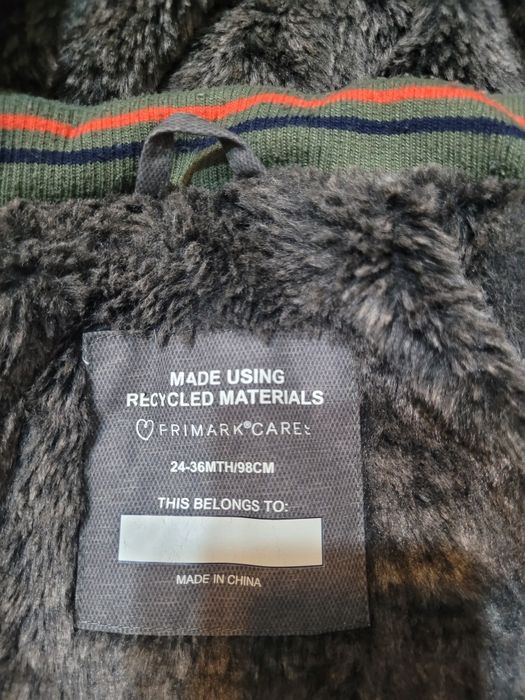 MADE USING
RECYCLED MATERIALS
PRIMARK®CARES
24-36MTH/98CM
THIS BELONGS TO:
MADE IN CHINA